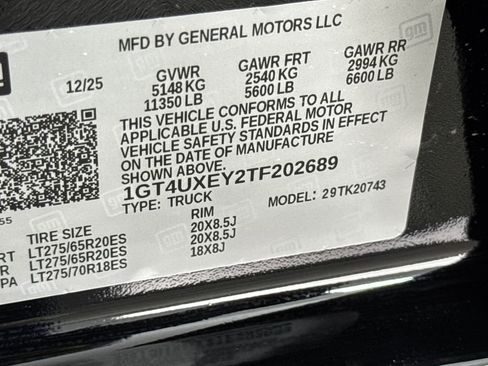 MFD BY GENERAL MOTORS LLC
12/25
GVWR GAWR FRT GAWR RR
5148 KG 2540 KG 2994 KG
11350 LB 5600 LB 6600 LB
THIS VEHICLE CONFORMS TO ALL
APPLICABLE U.S. FEDERAL MOTOR
VEHICLE SAFETY STANDARDS IN EFFECT
ON THE DATE OF MANUFACTURE
1GT4UXEY2TF202689
TYPE: TRUCK MODEL: 29TK20743
TIRE SIZE RIM
LT275/65R20ES 20X8.5J
LT275/65R20ES 20X8.5J
LT275/70R18ES 18X8J